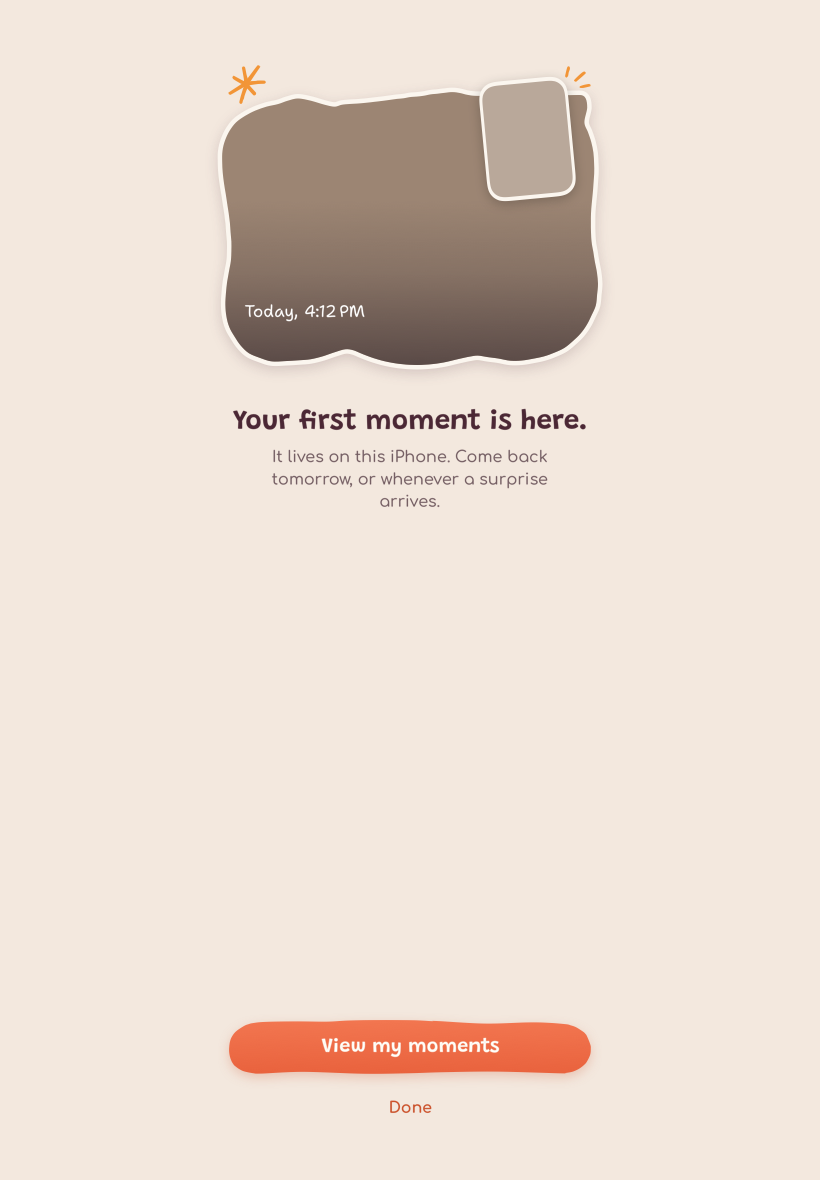 Today, 4:12 PM
Your first moment is here.
It lives on this iPhone. Come back
tomorrow, or whenever a surprise
arrives.
View my moments
Done